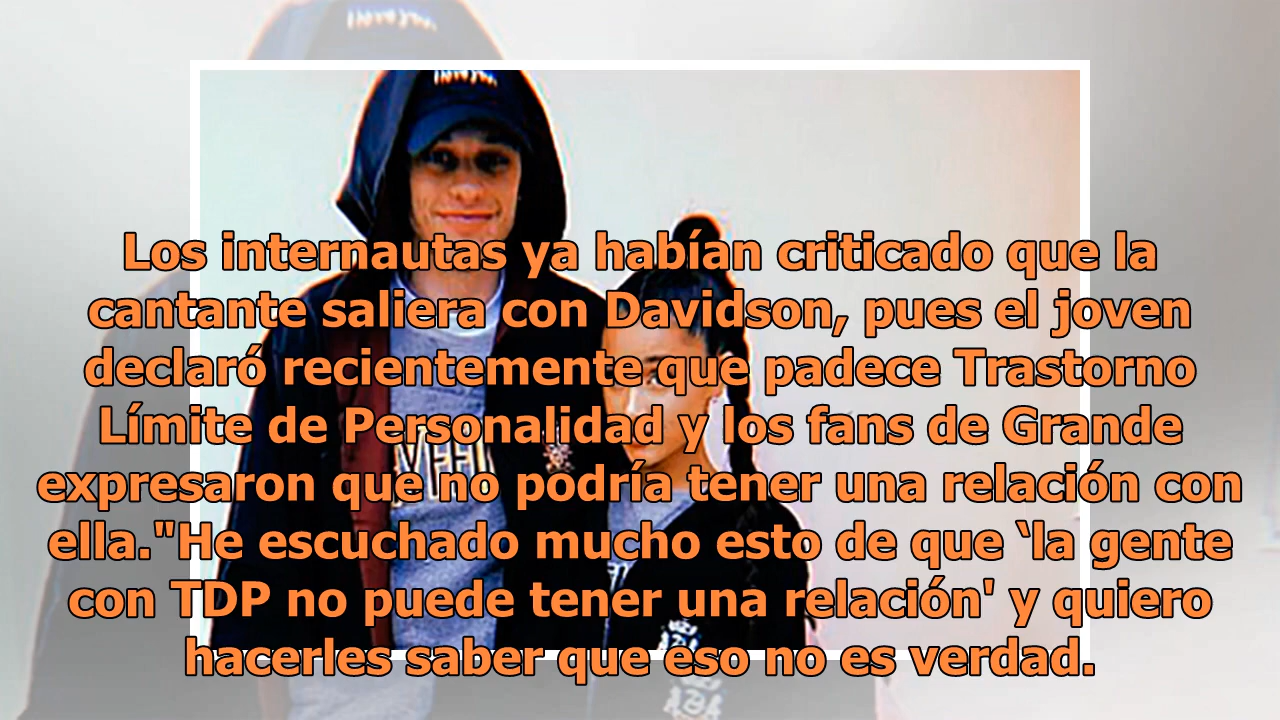 Los internautas ya habían criticado que la
cantante saliera con Davidson, pues el joven
declaró recientemente que padece Trastorno
Límite de Personalidad y los fans de Grande
expresaron que no podría tener una relación con
ella."He escuchado mucho esto de que ‘la gente
con TDP no puede tener una relación' y quiero
hacerles saber que eso no es verdad.